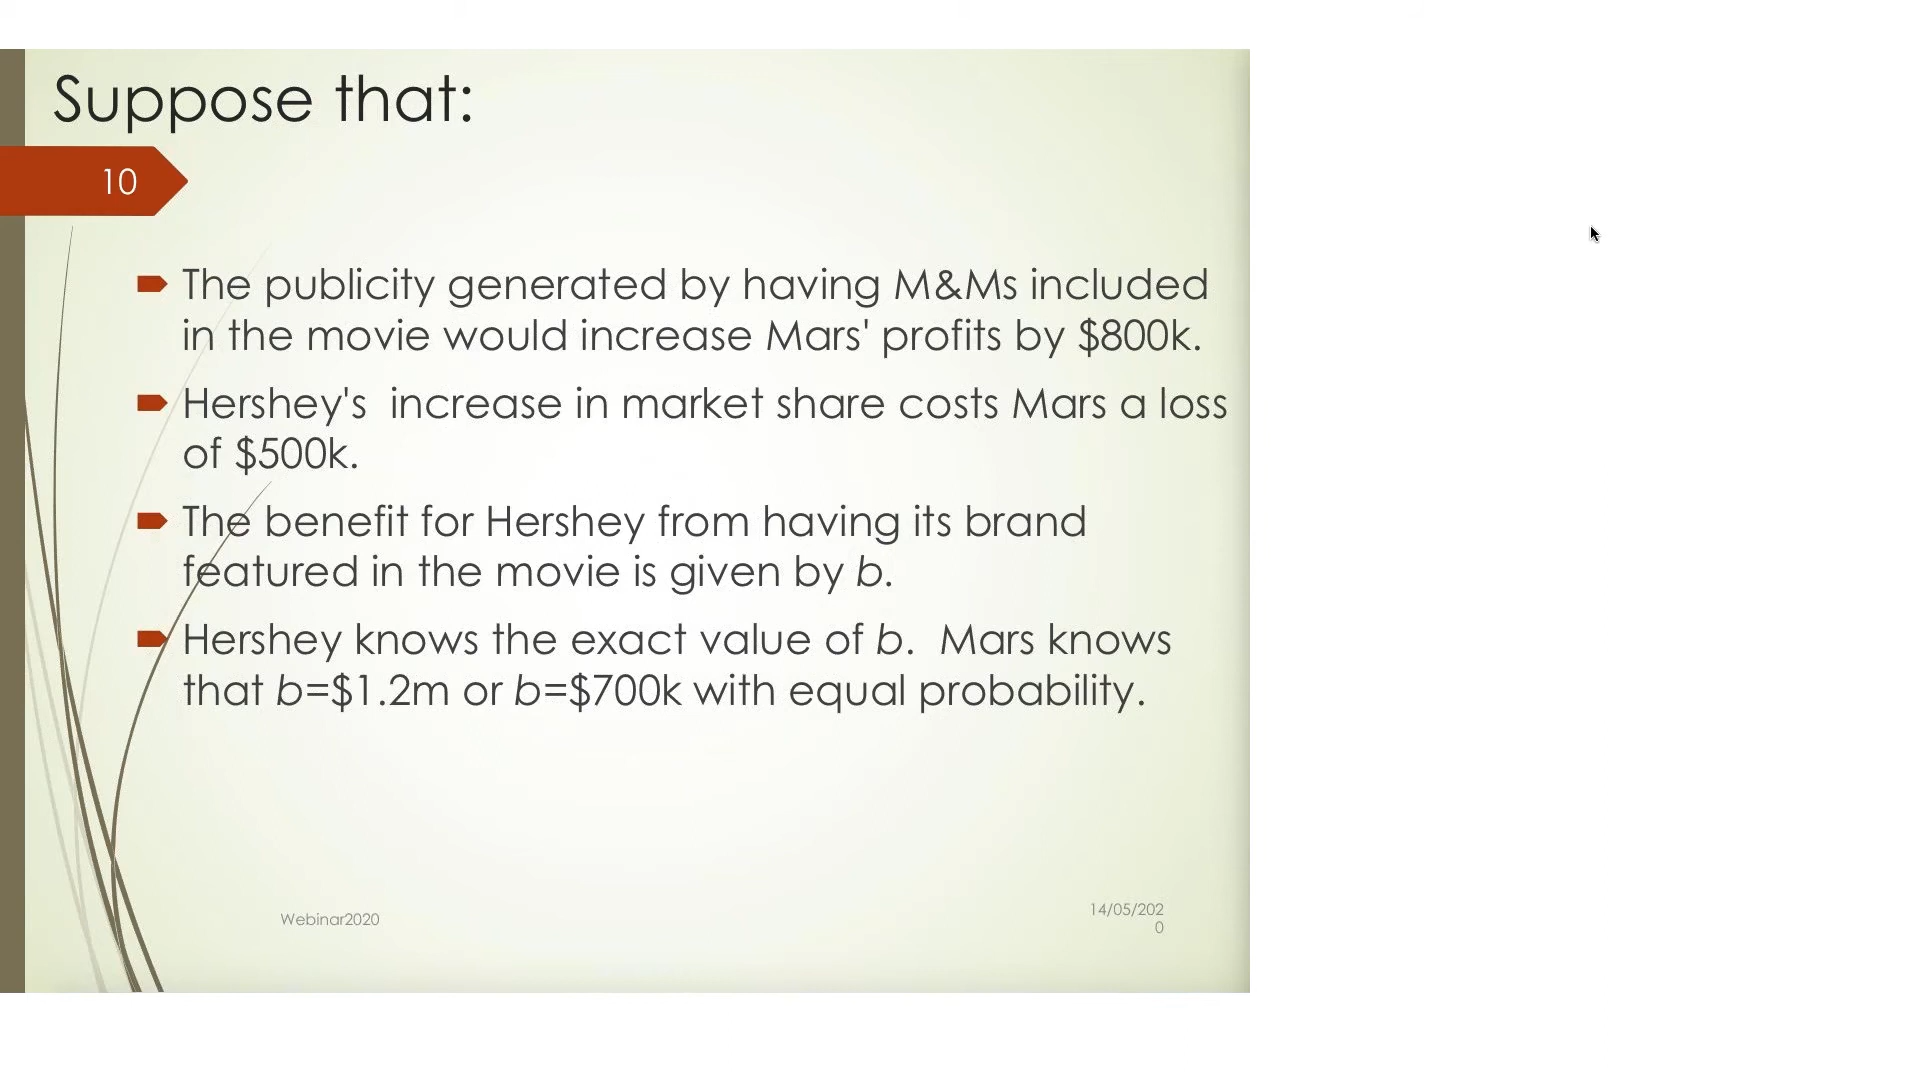 Suppose that:
10
The publicity generated by having M&Ms included
in the movie would increase Mars' profits by $800k.
Hershey's  increase in market share costs Mars a loss
of $500k.
The benefit for Hershey from having its brand
featured in the movie is given by b.
Hershey knows the exact value of b.  Mars knows
that b=$1.2m or b=$700k with equal probability.
Webinar2020
14/05/202
0